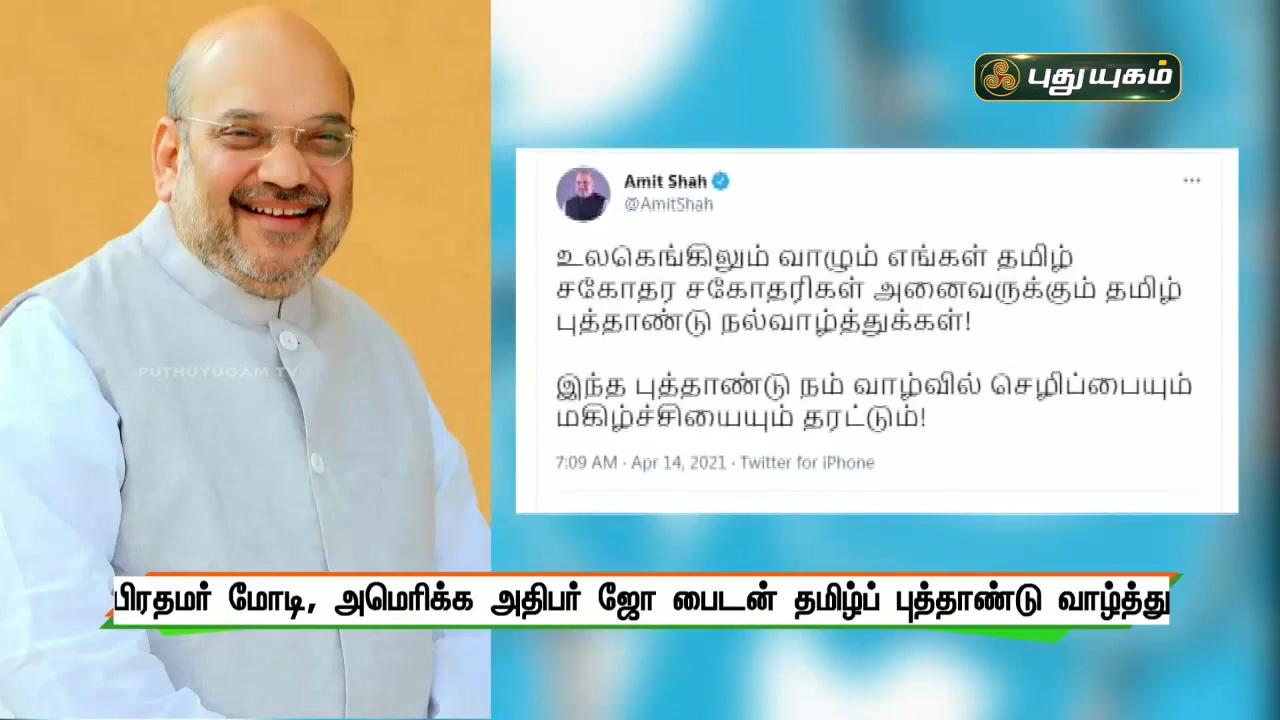 புதுயுகம்
Amit Shah
@AmitShah
உலகெங்கிலும் வாழும் எங்கள் தமிழ்
சகோதர சகோதரிகள் அனைவருக்கும் தமிழ்
புத்தாண்டு நல்வாழ்த்துக்கள்!
இந்த புத்தாண்டு நம் வாழ்வில் செழிப்பையும்
மகிழ்ச்சியையும் தரட்டும்!
7:09 AM · Apr 14, 2021 · Twitter for iPhone
PUTHUYUGAM TV
பிரதமர் மோடி, அமெரிக்க அதிபர் ஜோ பைடன் தமிழ்ப் புத்தாண்டு வாழ்த்து